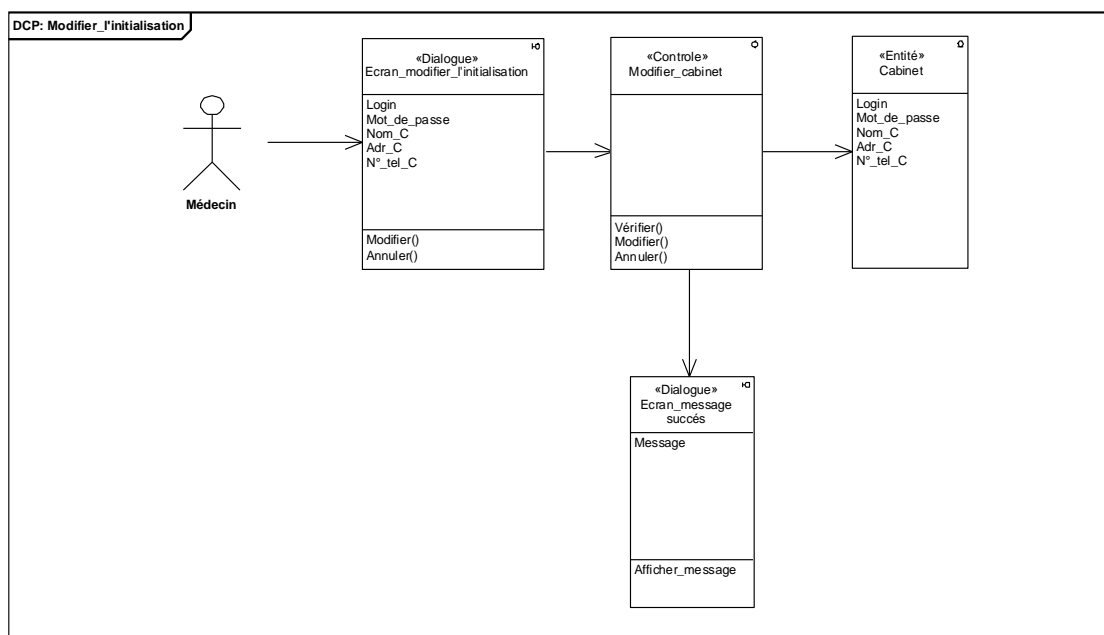 DCP: Modifier_l'initialisation
Médecin
«Dialogue»
Ecran_modifier_l'initialisation
Login
Mot_de_passe
Nom_C
Adr_C
N°_tel_C
Modifier()
Annuler()
«Controle»
Modifier_cabinet
Vérifier()
Modifier()
Annuler()
«Entité»
Cabinet
Login
Mot_de_passe
Nom_C
Adr_C
N°_tel_C
«Dialogue»
Ecran_message
succés
Message
Afficher_message